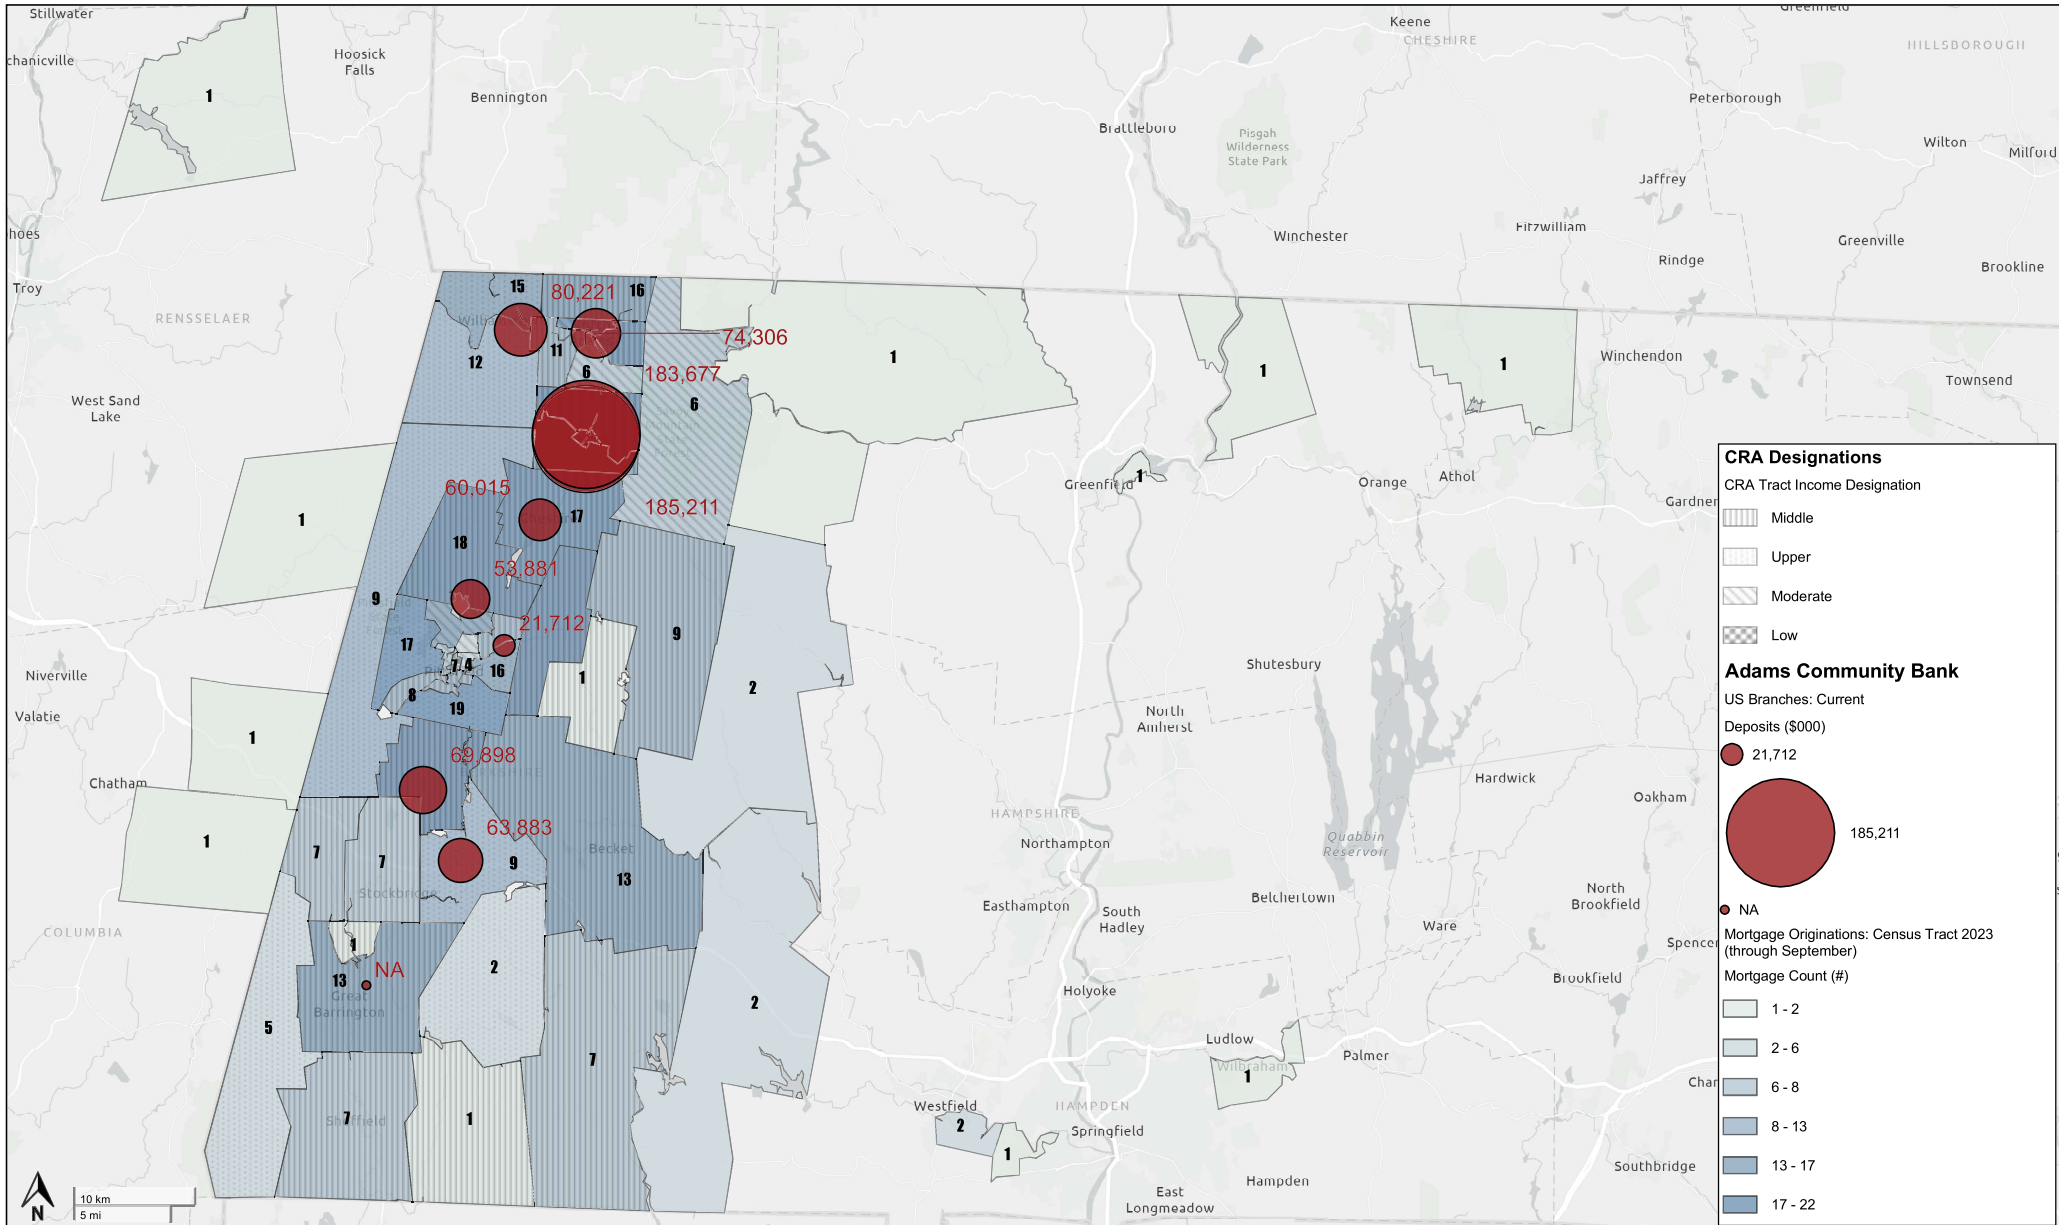 Stillwater
chanicville
Hoosick
Falls
Bennington
Keene
CHESHIRE
Greenfield
HILLSBOROUGH
Peterborough
Brattleboro
Pisgah
Wilderness
State Park
Wilton
Milford
Jaffrey
1
hoes
Winchester
Fitzwilliam
Rindge
Greenville
Brookline
Troy
RENSSELAER
15
80,221
16
74,306
12
11
6
183,677
6
1
1
1
Winchendon
Townsend
West Sand
Lake
60,015
185,211
17
18
53,881
1
Greenfield
1
Orange
Athol
Gardner
9
21,712
17
7
4
16
8
19
1
9
2
Shutesbury
Niverville
Valatie
1
North
Amherst
69,898
Chatham
1
63,883
7
7
9
Becket
13
Stockbridge
HAMPSHIRE
Northampton
Quabbin
Reservoir
Hardwick
Oakham
Easthampton
South
Hadley
Belchertown
Ware
North
Brookfield
Spencer
Brookfield
COLUMBIA
1
13
NA
Great
Barrington
2
2
Holyoke
5
7
Ludlow
Wilbraham
1
Palmer
Char
7
Sheffield
1
Westfield
2
1
HAMPDEN
Springfield
Hampden
East
Longmeadow
Southbridge
N
10 km
5 mi
CRA Designations
CRA Tract Income Designation
Middle
Upper
Moderate
Low
Adams Community Bank
US Branches: Current
Deposits ($000)
21,712
185,211
NA
Mortgage Originations: Census Tract 2023
(through September)
Mortgage Count (#)
1 - 2
2 - 6
6 - 8
8 - 13
13 - 17
17 - 22